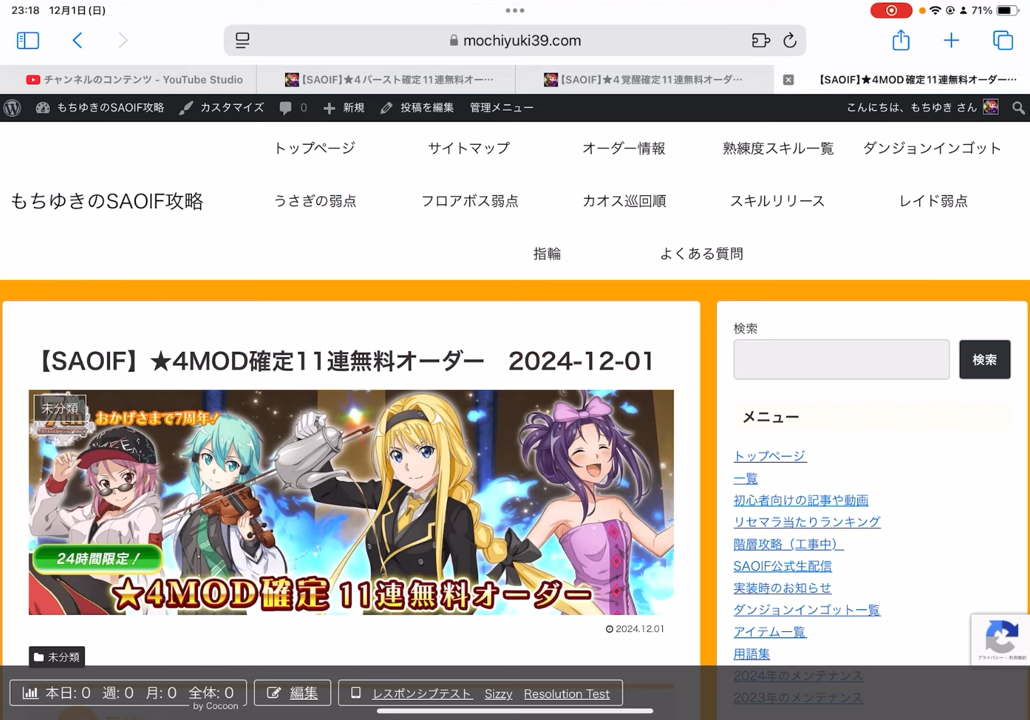 23:18 12月1日(日)
71%
mochiyuki39.com
チャンネルのコンテンツ - YouTube Studio
【SAOIF】★4バースト確定11連無料オー…
【SAOIF】★4覚醒確定11連無料オーダ…
【SAOIF】★4MOD確定11連無料オーダー…
もちゆきのSAOIF攻略
カスタマイズ
0
新規
投稿を編集
管理メニュー
こんにちは、もちゆき さん
トップページ
サイトマップ
オーダー情報
熟練度スキル一覧
ダンジョンインゴット
もちゆきのSAOIF攻略
うさぎの弱点
フロアボス弱点
カオス巡回順
スキルリリース
レイド弱点
指輪
よくある質問
【SAOIF】★4MOD確定11連無料オーダー 2024-12-01
未分類
おかげさまで7周年!
24時間限定!
★4MOD確定 11連無料オーダー
2024.12.01
未分類
検索
検索
メニュー
トップページ
一覧
初心者向けの記事や動画
リセマラ当たりランキング
階層攻略（工事中）
SAOIF公式生配信
実装時のお知らせ
ダンジョンインゴット一覧
アイテム一覧
用語集
2024年のメンテナンス
2023年のメンテナンス
プライバシー - 利用規約
本日: 0 週: 0 月: 0 全体: 0
by Cocoon
編集
レスポンシブテスト
Sizzy
Resolution Test